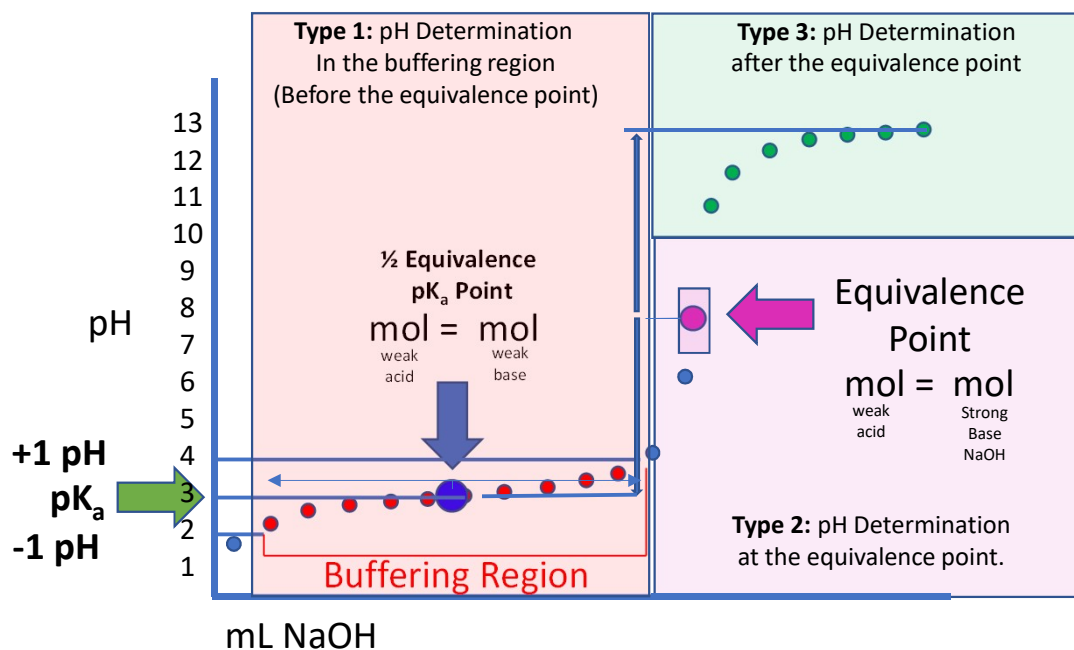 Type 1: pH Determination
In the buffering region
(Before the equivalence point)
Type 3: pH Determination
after the equivalence point
13
12
11
10
9
8
7
6
5
4
3
2
1
pH
+1 pH
pKa
-1 pH
½ Equivalence
pKa Point
mol = mol
weak acid weak base
Equivalence
Point
mol = mol
weak acid Strong Base NaOH
Type 2: pH Determination
at the equivalence point.
Buffering Region
mL NaOH